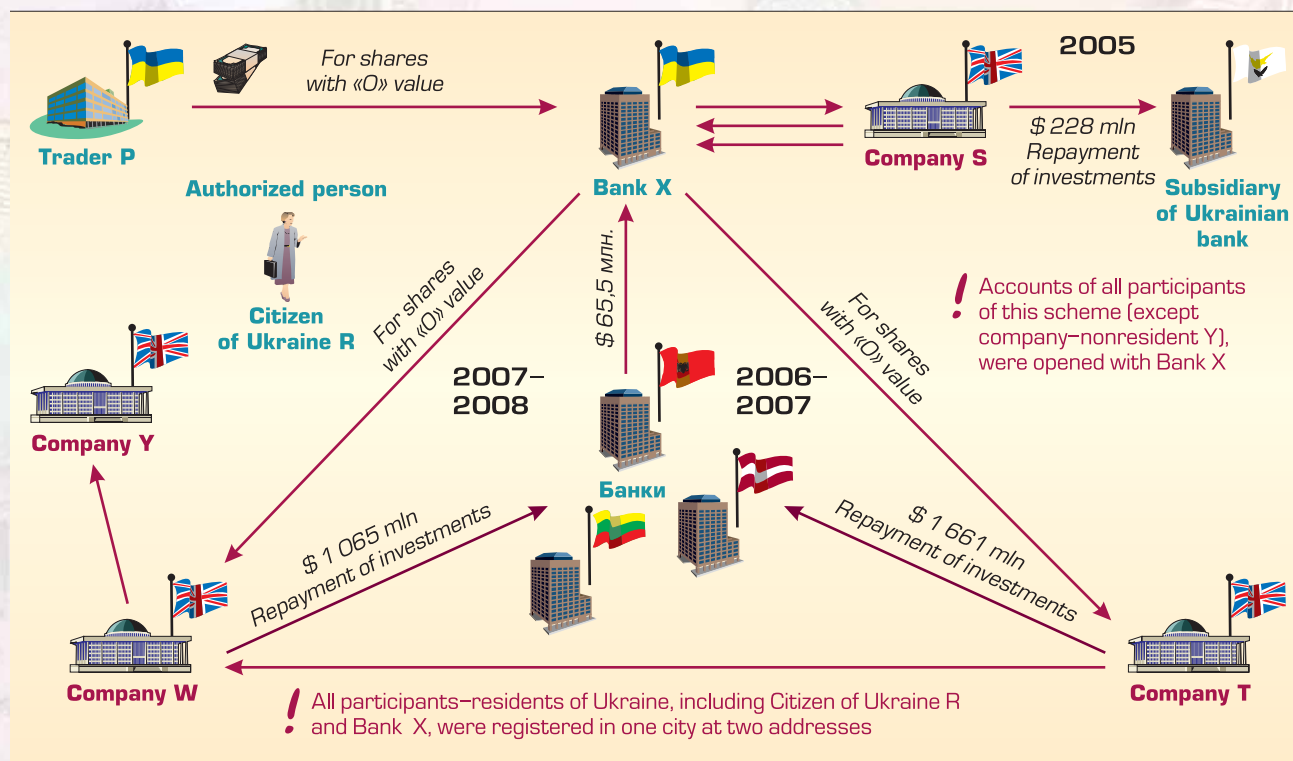 For shares
with «O» value
2005
Trader P
Bank X
Company S
$ 228 mln
Repayment
of investments
Subsidiary
of Ukrainian
bank
Authorized person
Citizen
of Ukraine R
For shares
with «O» value
$ 65,5 млн.
For shares
with «O» value
! Accounts of all participants
of this scheme (except
company–nonresident Y),
were opened with Bank X
2007–
2008
2006–
2007
Company Y
Банки
$ 1 065 mln
Repayment of investments
$ 1 661 mln
Repayment of investments
Company W
Company T
! All participants–residents of Ukraine, including Citizen of Ukraine R
and Bank X, were registered in one city at two addresses